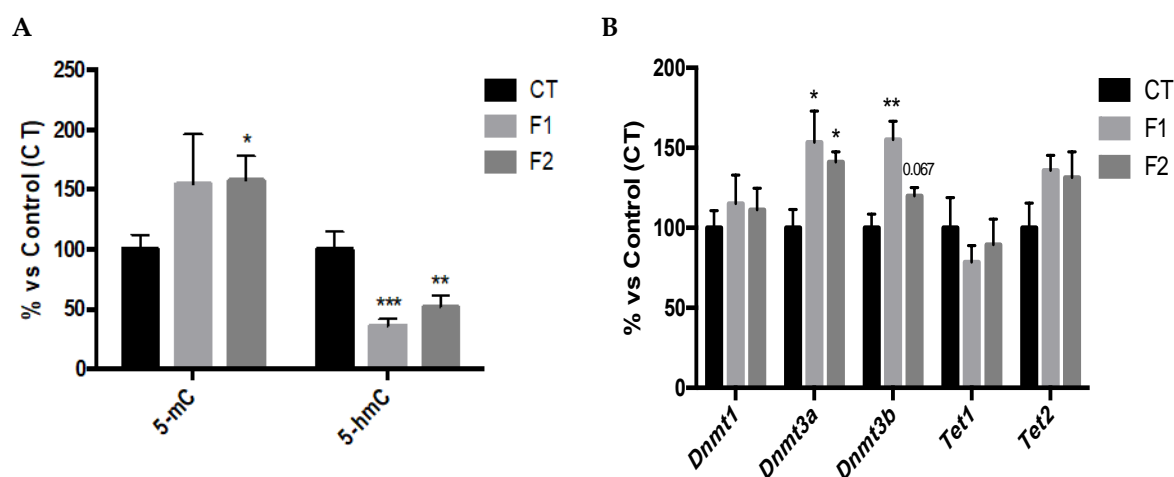 A
% vs Control (CT)
250
200
150
100
50
0
***
**
*
5-mC
5-hmC
CT
F1
F2
B
% vs Control (CT)
200
150
100
50
0
*
*
**
0.067
Dnmt1
Dnmt3a
Dnmt3b
Tet1
Tet2
CT
F1
F2